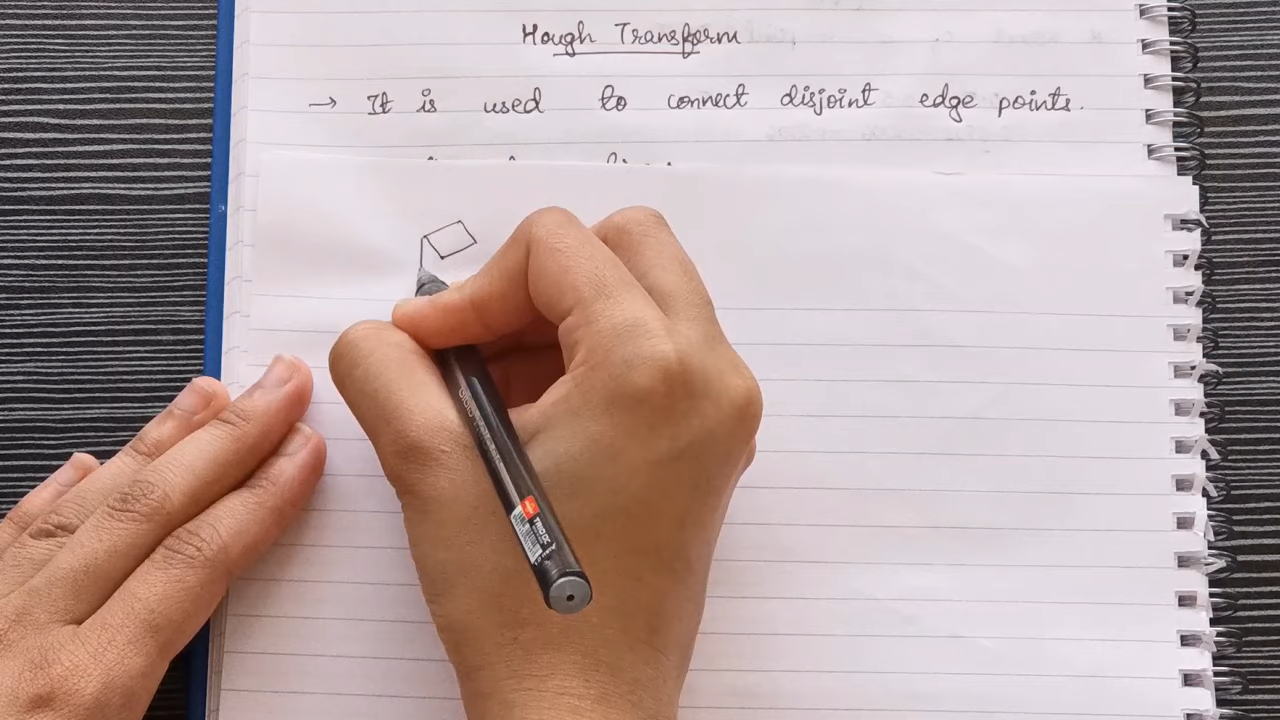 Hough Transform
→ It is used to connect disjoint edge points.